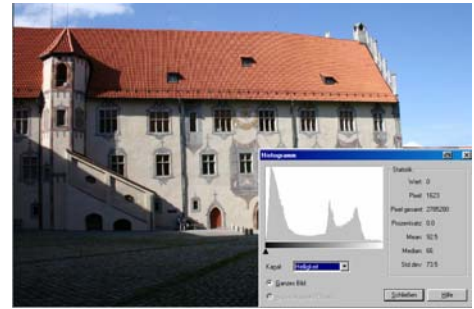 Histogramm
Statistik
Wert: 0
Pixel: 1623
Pixel gesamt: 2785280
Prozentsatz: 0.0
Mean: 92.5
Median: 66
Std.dev: 73.5
Kanal: Helligkeit
Ganzes Bild
Schließen
Hilfe